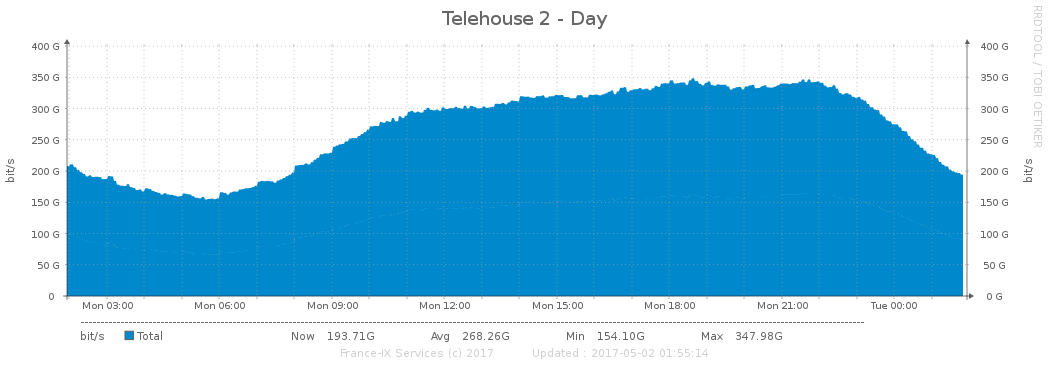 Telehouse 2 - Day
RRDTOOL / TOBI OETIKER
400 G 400 G
350 G 350 G
300 G 300 G
250 G 250 G
200 G 200 G
150 G 150 G
100 G 100 G
50 G 50 G
0 0 G
bit/s bit/s
Mon 03:00 Mon 06:00 Mon 09:00 Mon 12:00 Mon 15:00 Mon 18:00 Mon 21:00 Tue 00:00
bit/s Total Now 193.71G Avg 268.26G Min 154.10G Max 347.98G
France-IX Services (c) 2017 Updated : 2017-05-02 01:55:14